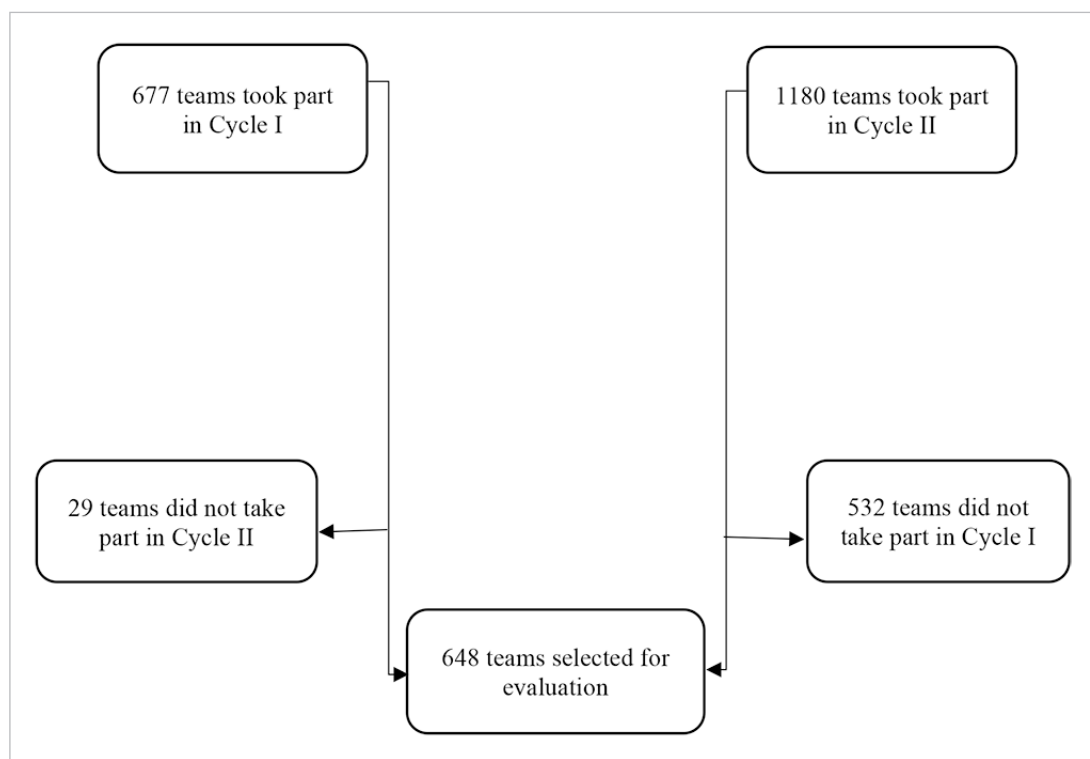 677 teams took part
in Cycle I
1180 teams took part
in Cycle II
29 teams did not take
part in Cycle II
532 teams did not
take part in Cycle I
648 teams selected for
evaluation